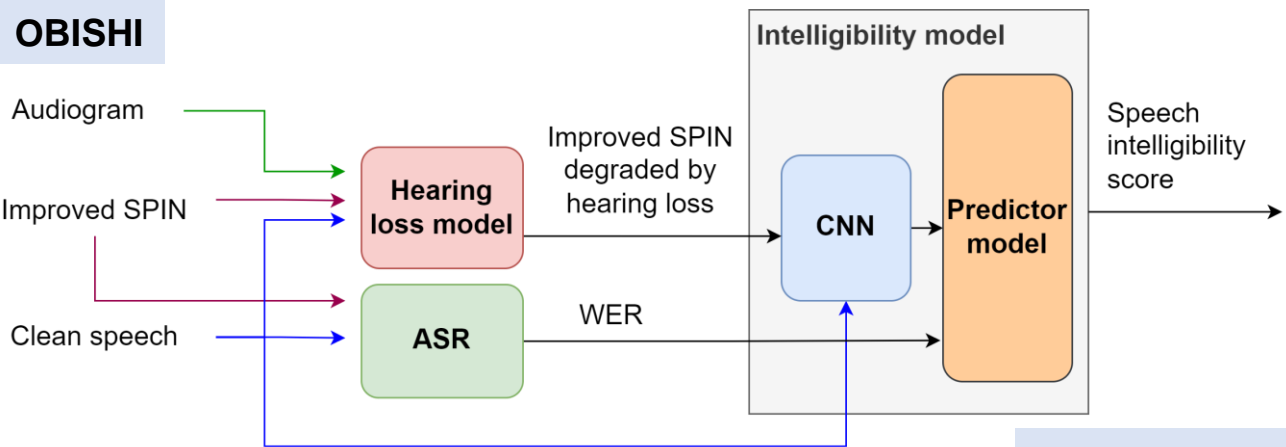 OBISHI
Intelligibility model
Audiogram
Improved SPIN
Clean speech
Hearing
loss model
ASR
Improved SPIN
degraded by
hearing loss
WER
CNN
Predictor
model
Speech
intelligibility
score